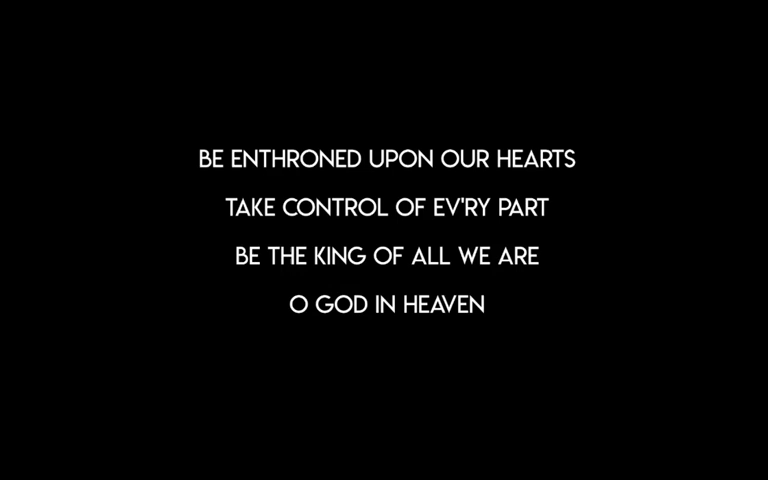 BE ENTHRONED UPON OUR HEARTS
TAKE CONTROL OF EV'RY PART
BE THE KING OF ALL WE ARE
O GOD IN HEAVEN